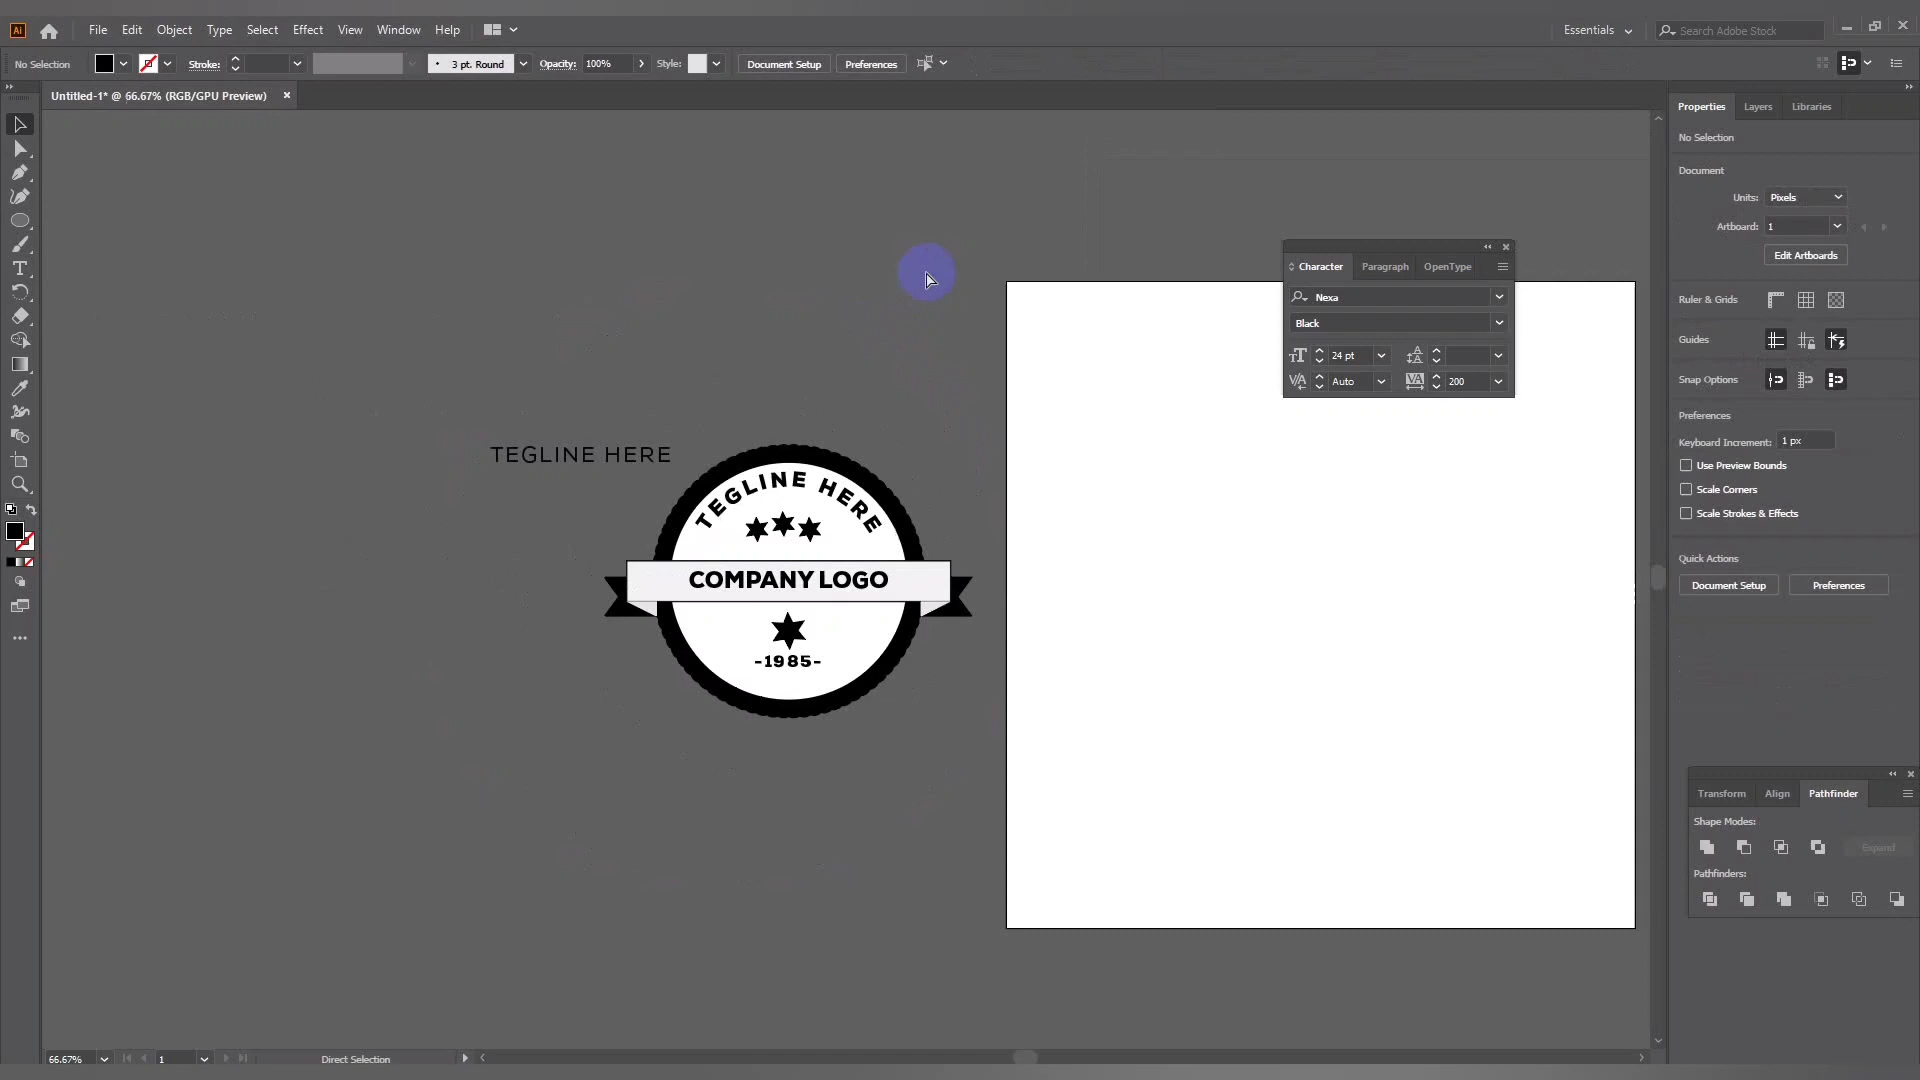 File Edit Object Type Select Effect View Window Help
Essentials
Search Adobe Stock
No Selection
Stroke:
3 pt. Round
Opacity: 100%
Style:
Document Setup
Preferences
Untitled-1* @ 66.67% (RGB/GPU Preview)
Properties Layers Libraries
No Selection
Document
Units: Pixels
Artboard: 1
Edit Artboards
Ruler & Grids
Guides
Snap Options
Preferences
Keyboard Increment: 1 px
Use Preview Bounds
Scale Corners
Scale Strokes & Effects
Quick Actions
Document Setup
Preferences
Character Paragraph OpenType
Nexa
Black
24 pt
Auto
200
TEGLINE HERE
TEGLINE HERE
COMPANY LOGO
-1985-
Transform Align Pathfinder
Shape Modes:
Expand
Pathfinders:
66.67%
1
Direct Selection
Ai